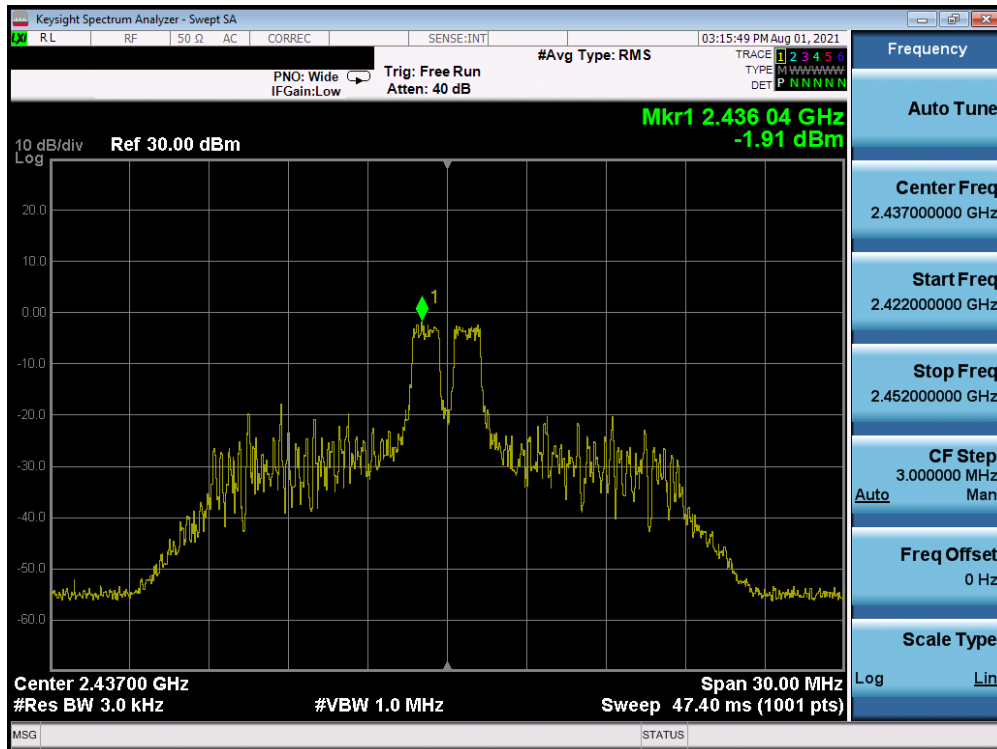 Keysight Spectrum Analyzer - Swept SA
LXI RL RF 50 Ω AC CORREC SENSE:INT 03:15:49 PM Aug 01, 2021
Frequency
#Avg Type: RMS
TRACE 1 2 3 4 5 6
PNO: Wide Trig: Free Run
TYPE M WWWWW
IFGain:Low Atten: 40 dB
DET P N N N N N
Auto Tune
Mkr1 2.436 04 GHz
-1.91 dBm
10 dB/div Ref 30.00 dBm
Log
Center Freq
2.437000000 GHz
20.0
10.0
1
Start Freq
2.422000000 GHz
0.00
-10.0
Stop Freq
2.452000000 GHz
-20.0
-30.0
CF Step
3.000000 MHz
Auto Man
-40.0
-50.0
Freq Offset
0 Hz
-60.0
Scale Type
Log Lin
Center 2.43700 GHz Span 30.00 MHz
#Res BW 3.0 kHz #VBW 1.0 MHz Sweep 47.40 ms (1001 pts)
MSG STATUS